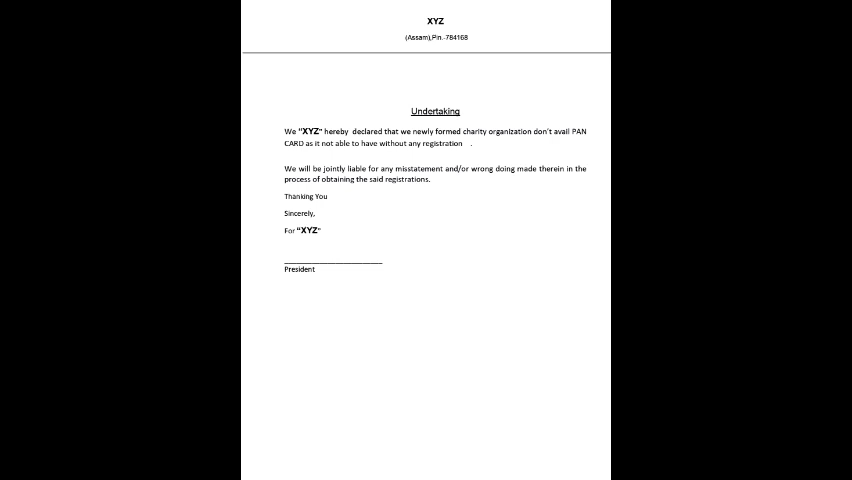 XYZ
(Assam),Pin.-784168
Undertaking
We "XYZ" hereby declared that we newly formed charity organization don't avail PAN
CARD as it not able to have without any registration .
We will be jointly liable for any misstatement and/or wrong doing made therein in the
process of obtaining the said registrations.
Thanking You
Sincerely,
For "XYZ"
President